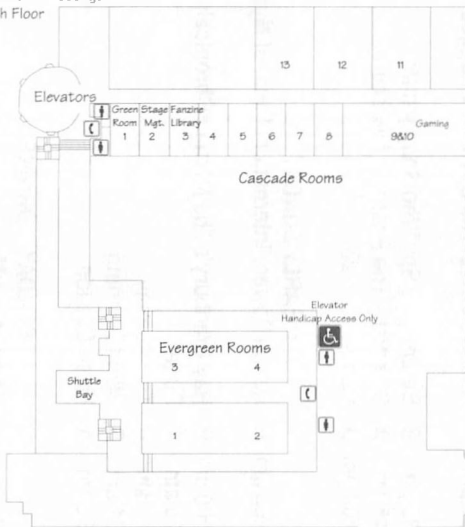 h Floor
13 12 11
Elevators
Green Stage Fanzine
Room Mgt. Library Gaming
1 2 3 4 5 6 7 8 9&10
Cascade Rooms
Elevator
Handicap Access Only
Evergreen Rooms
3 4
Shuttle
Bay
1 2